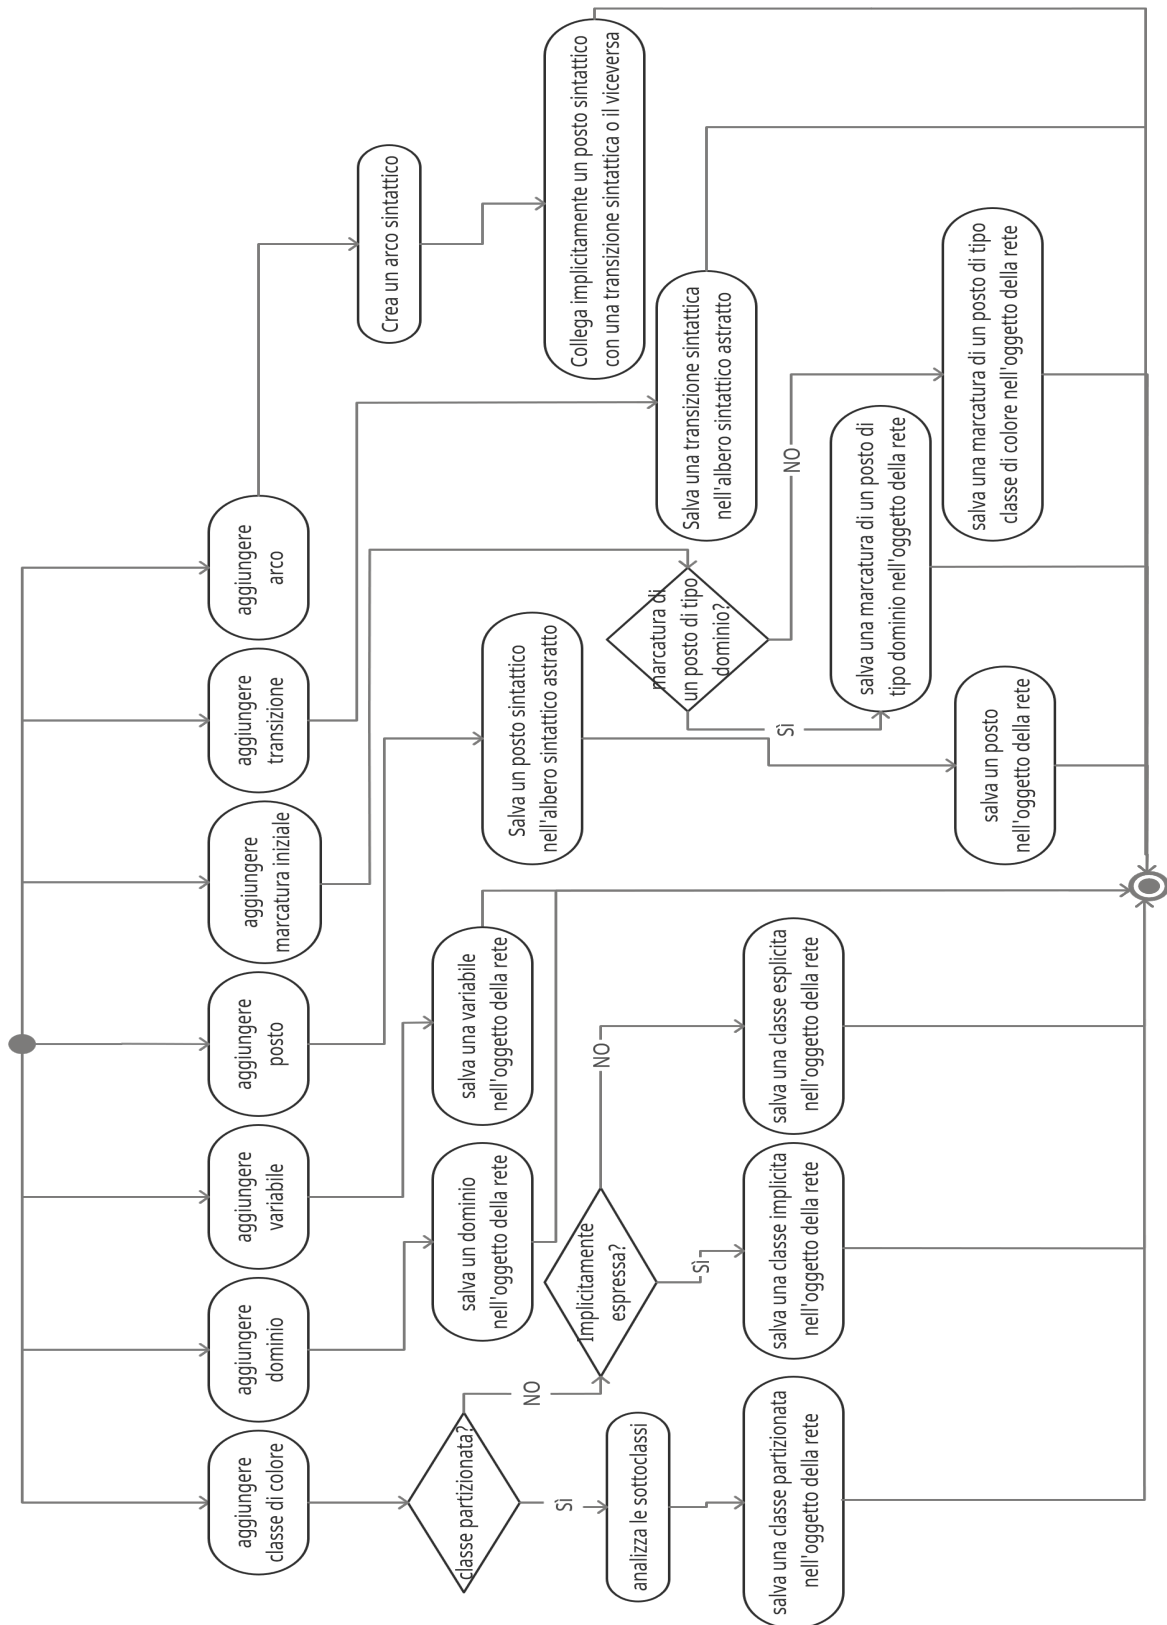 aggiungere
classe di colore
aggiungere
dominio
aggiungere
variabile
aggiungere
posto
aggiungere
marcatura iniziale
aggiungere
transizione
aggiungere
arco
Crea un arco sintattico
classe partizionata?
NO
Sì
salva un dominio
nell'oggetto della rete
salva una variabile
nell'oggetto della rete
Salva un posto sintattico
nell'albero sintattico astratto
Collega implicitamente un posto sintattico
con una transizione sintattica o il viceversa
Implicitamente
espressa?
NO
Sì
analizza le sottoclassi
marcatura di
un posto di tipo
dominio?
Sì
NO
Salva una transizione sintattica
nell'albero sintattico astratto
salva una classe partizionata
nell'oggetto della rete
salva una classe implicita
nell'oggetto della rete
salva una classe esplicita
nell'oggetto della rete
salva una marcatura di un posto di
tipo dominio nell'oggetto della rete
salva un posto
nell'oggetto della rete
salva una marcatura di un posto di tipo
classe di colore nell'oggetto della rete